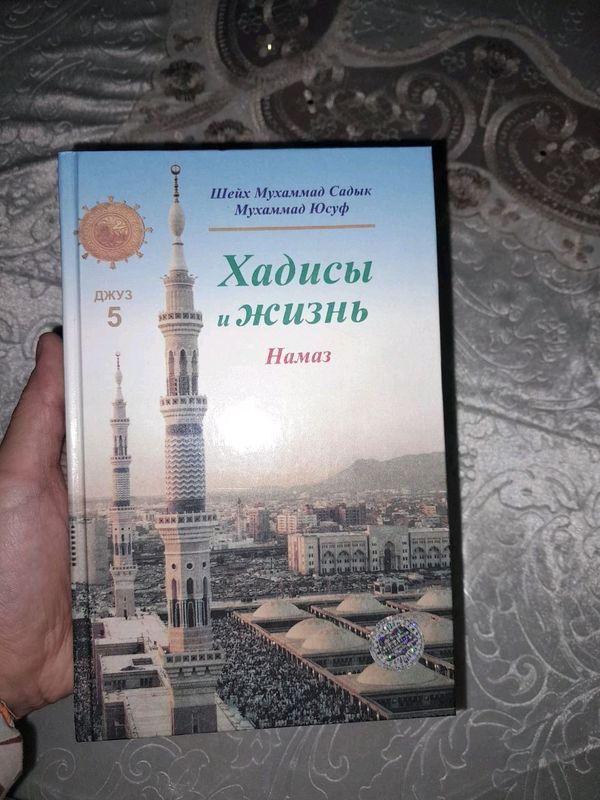 Шейх Мухаммад Садык
Мухаммад Юсуф
ДЖУЗ
5
Хадисы
и жизнь
Намаз